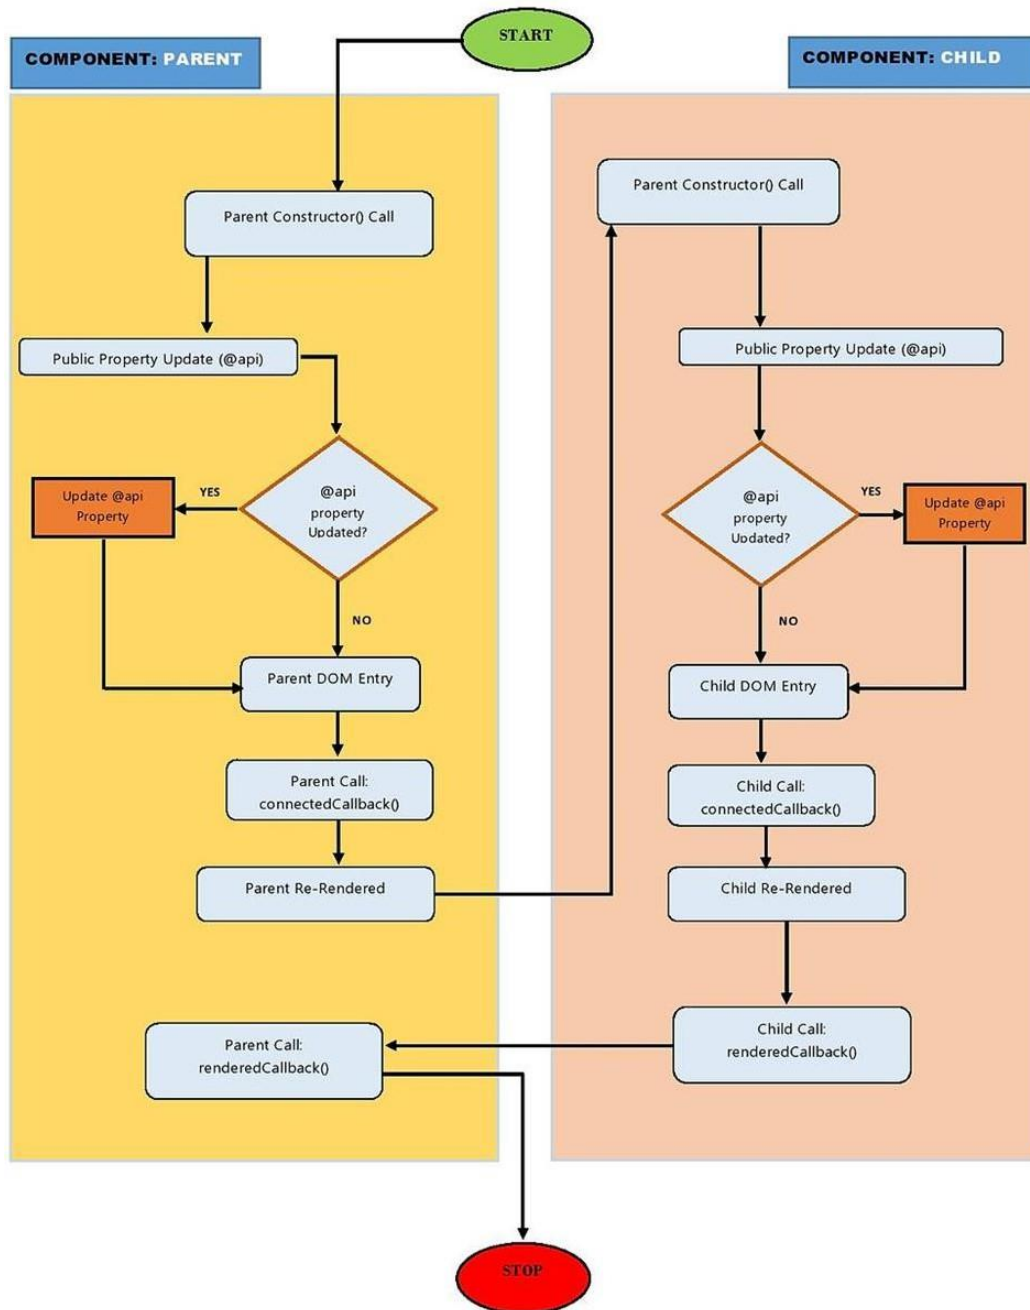 START
COMPONENT: PARENT
Parent Constructor() Call
Public Property Update (@api)
@api
property
Updated?
YES
Update @api
Property
NO
Parent DOM Entry
Parent Call:
connectedCallback()
Parent Re-Rendered
Parent Call:
renderedCallback()
COMPONENT: CHILD
Parent Constructor() Call
Public Property Update (@api)
@api
property
Updated?
YES
Update @api
Property
NO
Child DOM Entry
Child Call:
connectedCallback()
Child Re-Rendered
Child Call:
renderedCallback()
STOP